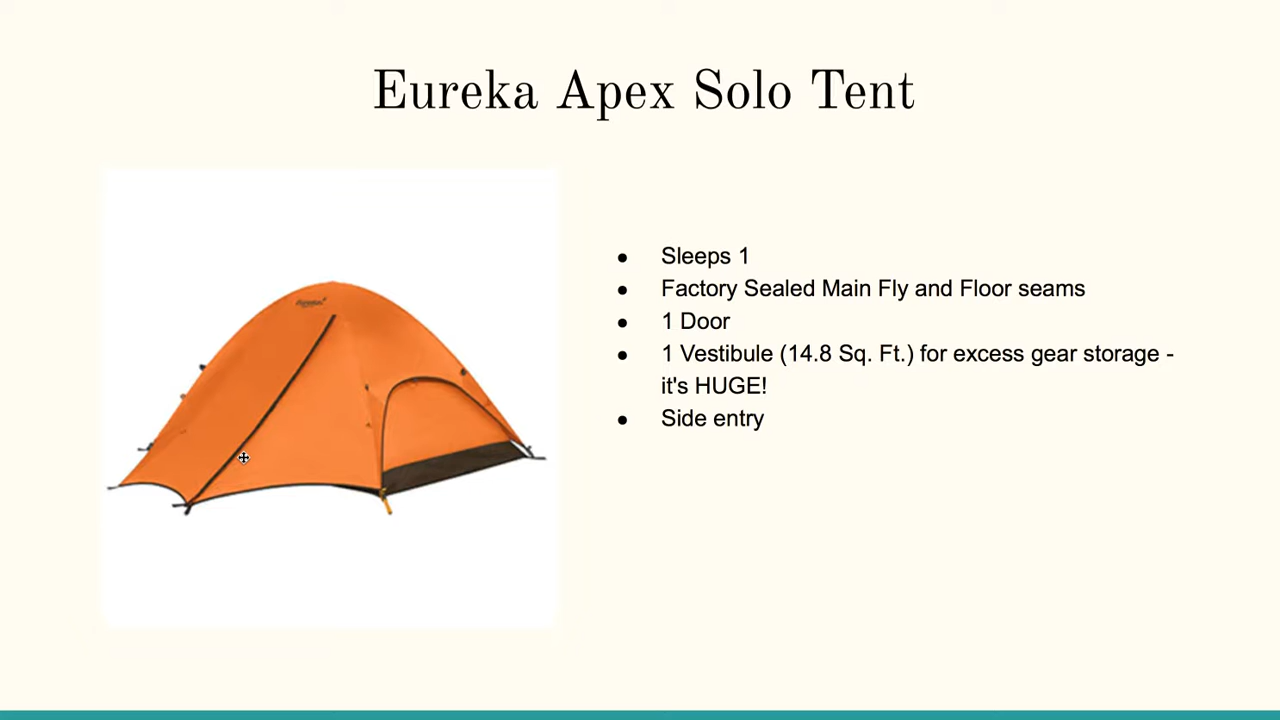 Eureka Apex Solo Tent
● Sleeps 1
● Factory Sealed Main Fly and Floor seams
● 1 Door
● 1 Vestibule (14.8 Sq. Ft.) for excess gear storage -
it's HUGE!
● Side entry